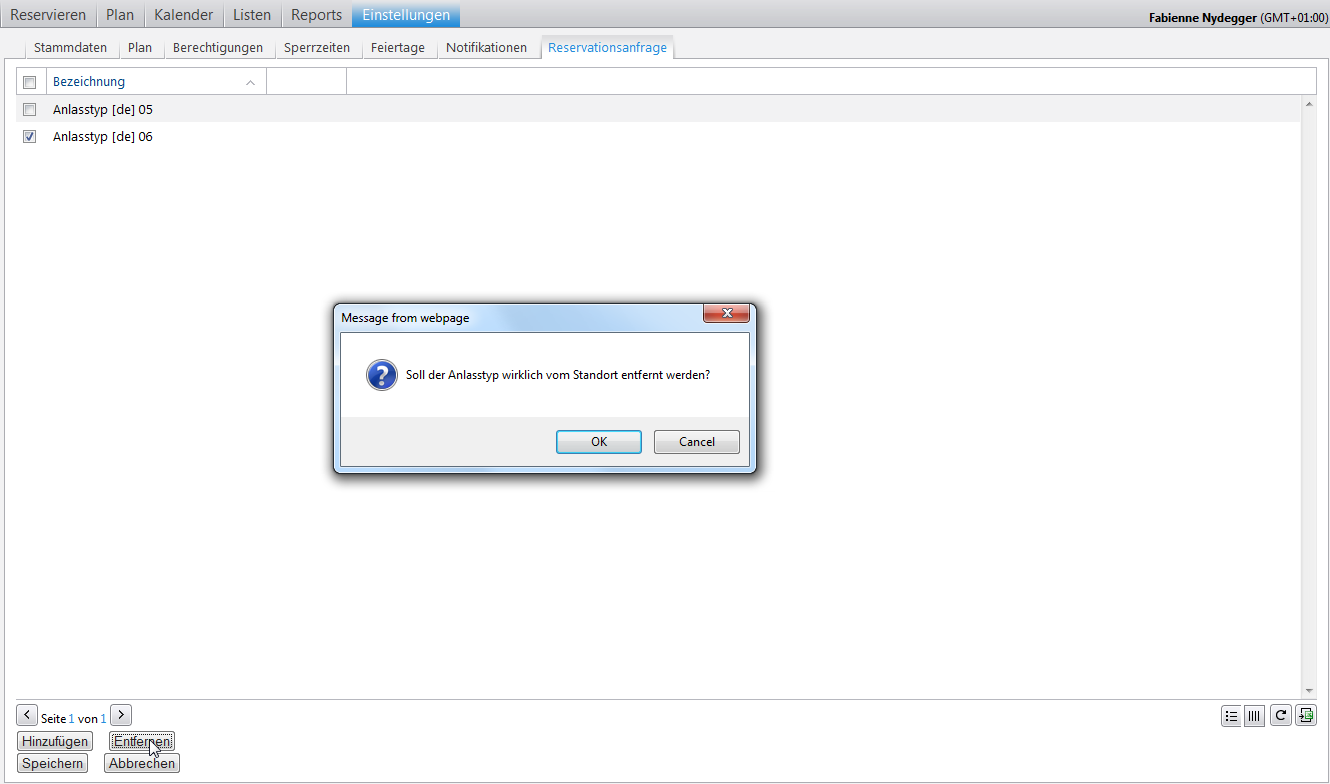 Reservieren Plan Kalender Listen Reports Einstellungen Fabienne Nydegger (GMT+01:00)
Stammdaten Plan Berechtigungen Sperrzeiten Feiertage Notifikationen Reservationsanfrage
Bezeichnung
Anlasstyp [de] 05
Anlasstyp [de] 06
Message from webpage
Soll der Anlasstyp wirklich vom Standort entfernt werden?
OK Cancel
Seite 1 von 1
Hinzufügen Entfernen
Speichern Abbrechen